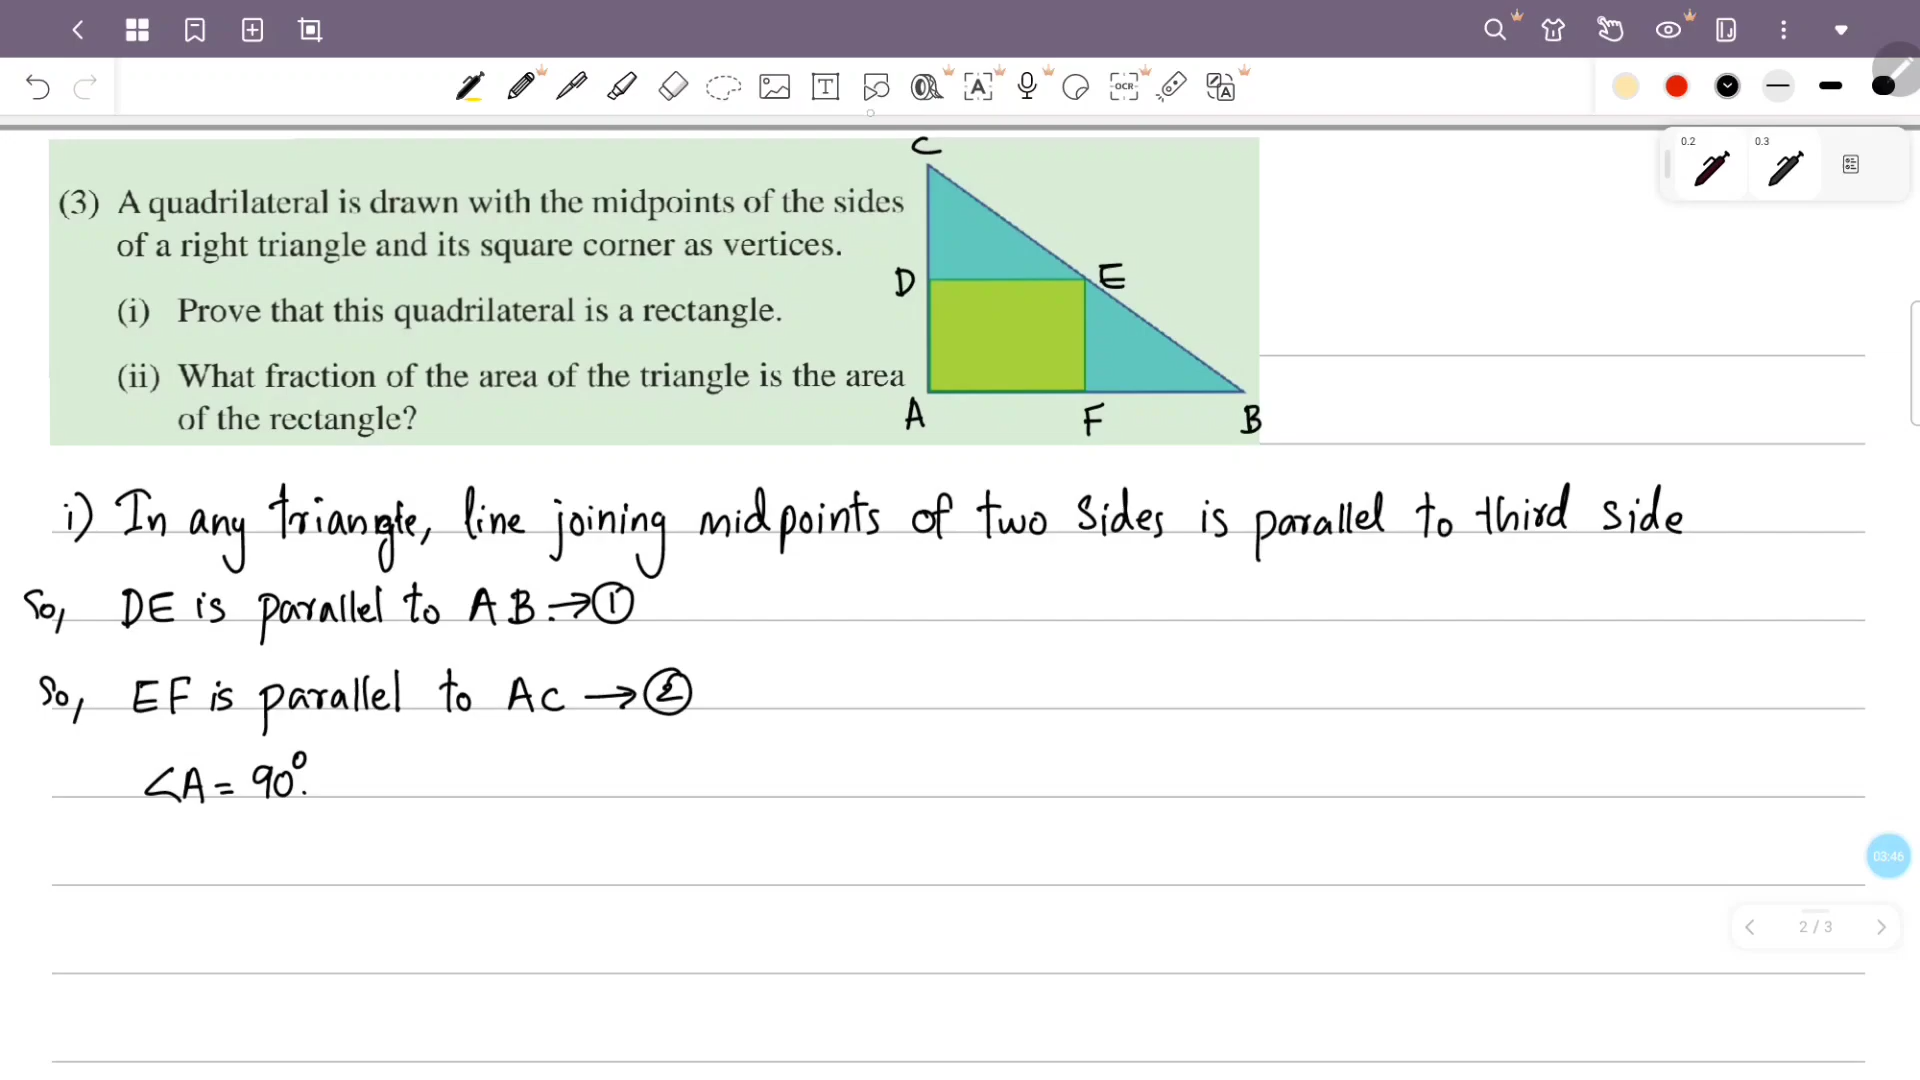 0.2 0.3
(3) A quadrilateral is drawn with the midpoints of the sides
of a right triangle and its square corner as vertices.
(i) Prove that this quadrilateral is a rectangle.
(ii) What fraction of the area of the triangle is the area
of the rectangle?
C
D E
A F B
i) In any triangle, line joining midpoints of two sides is parallel to third side
So, DE is parallel to AB. →①
So, EF is parallel to AC →②
∠A = 90°.
03:46
2 / 3